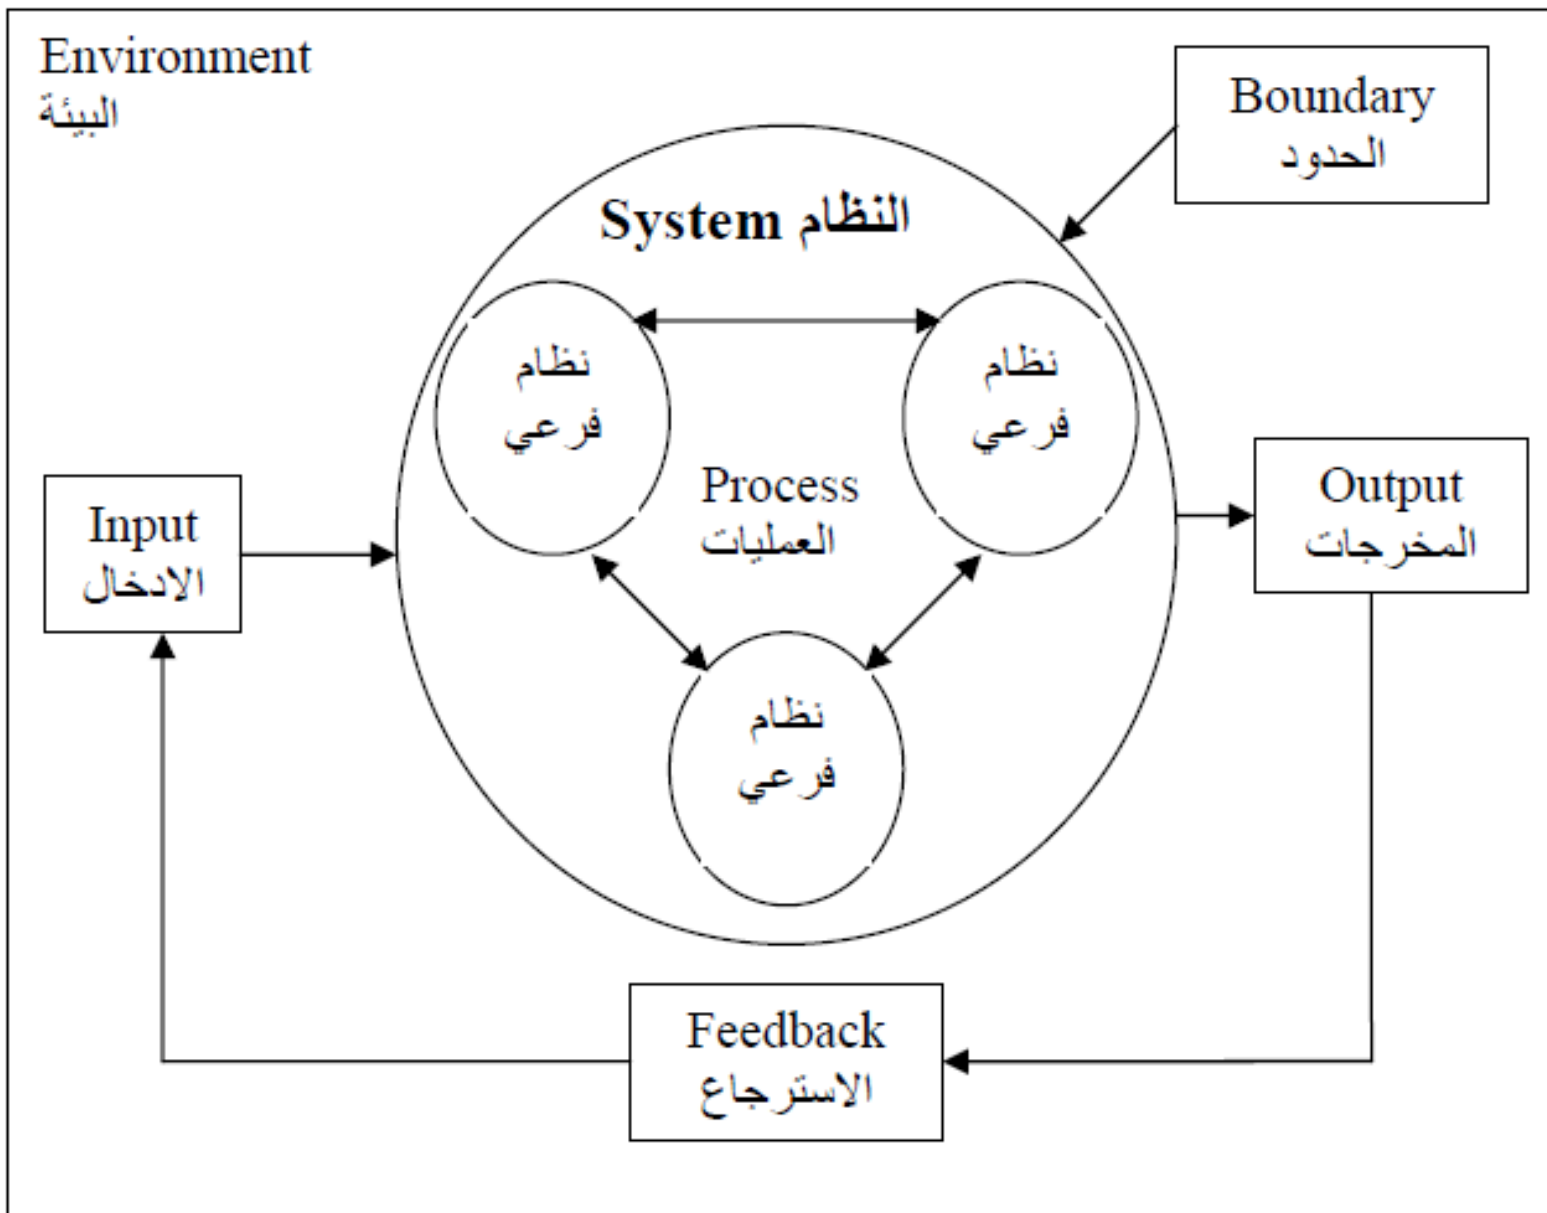 Environment
البيئة
Boundary
الحدود
System النظام
نظام
فرعي
نظام
فرعي
Process
العمليات
Input
الادخال
Output
المخرجات
نظام
فرعي
Feedback
الاسترجاع